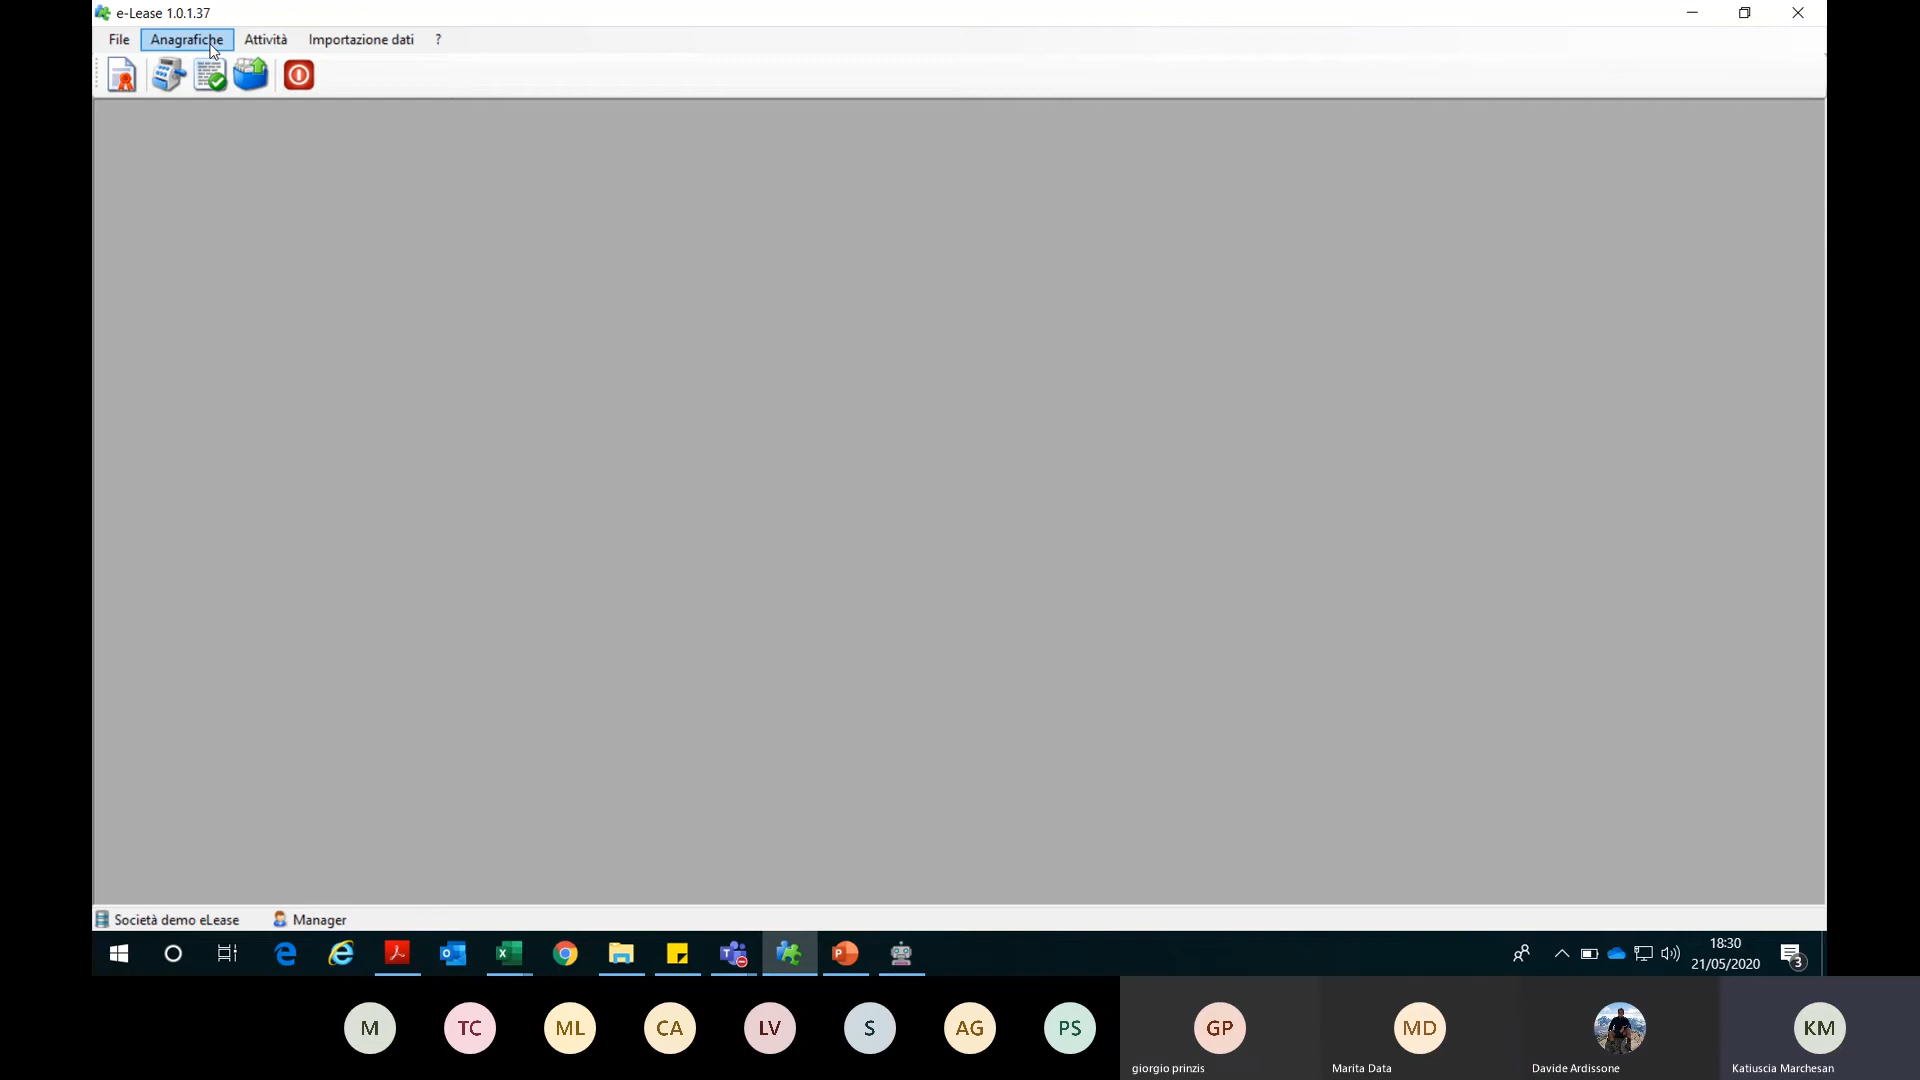 e-Lease 1.0.1.37
File Anagrafiche Attività Importazione dati ?
Società demo eLease Manager
18:30
21/05/2020
3
M TC ML CA LV S AG PS GP MD KM
giorgio prinzis Marita Data Davide Ardissone Katiuscia Marchesan